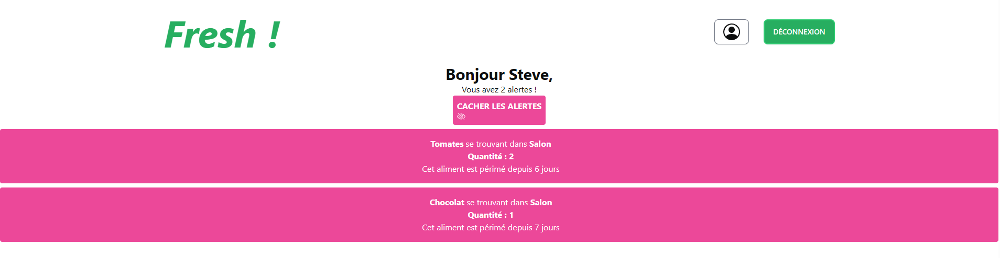 Fresh !
DÉCONNEXION
Bonjour Steve,
Vous avez 2 alertes !
CACHER LES ALERTES
Tomates se trouvant dans Salon
Quantité : 2
Cet aliment est périmé depuis 6 jours
Chocolat se trouvant dans Salon
Quantité : 1
Cet aliment est périmé depuis 7 jours